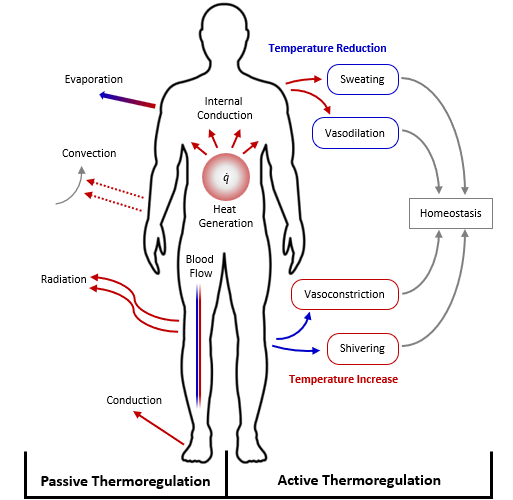 Temperature Reduction
Evaporation
Sweating
Internal
Conduction
Vasodilation
Convection
q̇
Heat
Generation
Homeostasis
Blood
Flow
Radiation
Vasoconstriction
Shivering
Temperature Increase
Conduction
Passive Thermoregulation
Active Thermoregulation